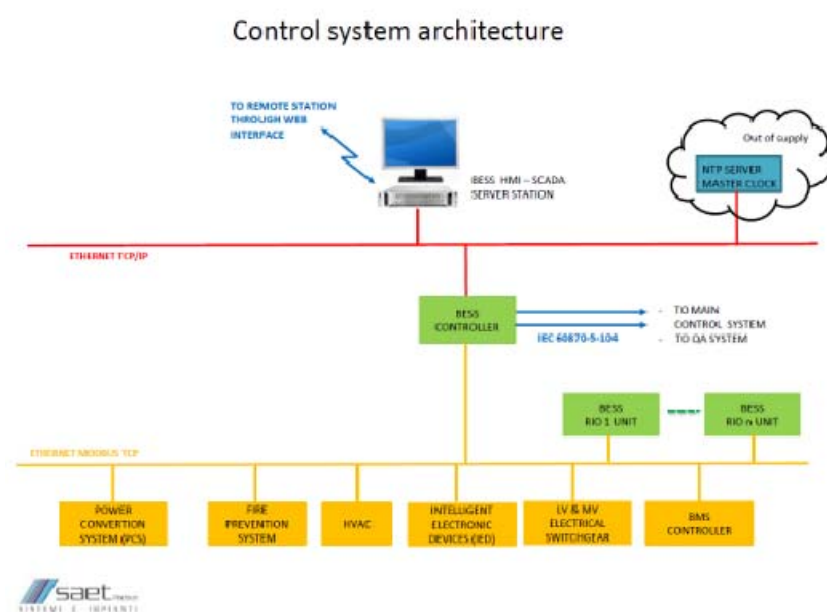 Control system architecture
TO REMOTE STATION
THROUGH WEB
INTERFACE
Out of supply
NTP SERVER
MASTER CLOCK
BESS HMI – SCADA
SERVER STATION
ETHERNET TCP/IP
BESS
CONTROLLER
- TO MAIN
CONTROL SYSTEM
- TO QA SYSTEM
IEC 60870-5-104
BESS
RIO 1 UNIT
BESS
RIO n UNIT
ETHERNET MODBUS TCP
POWER
CONVERTION
SYSTEM (PCS)
FIRE
PREVENTION
SYSTEM
HVAC
INTELLIGENT
ELECTRONIC
DEVICES (IED)
LV & MV
ELECTRICAL
SWITCHGEAR
BMS
CONTROLLER
saet
SISTEMI E IMPIANTI